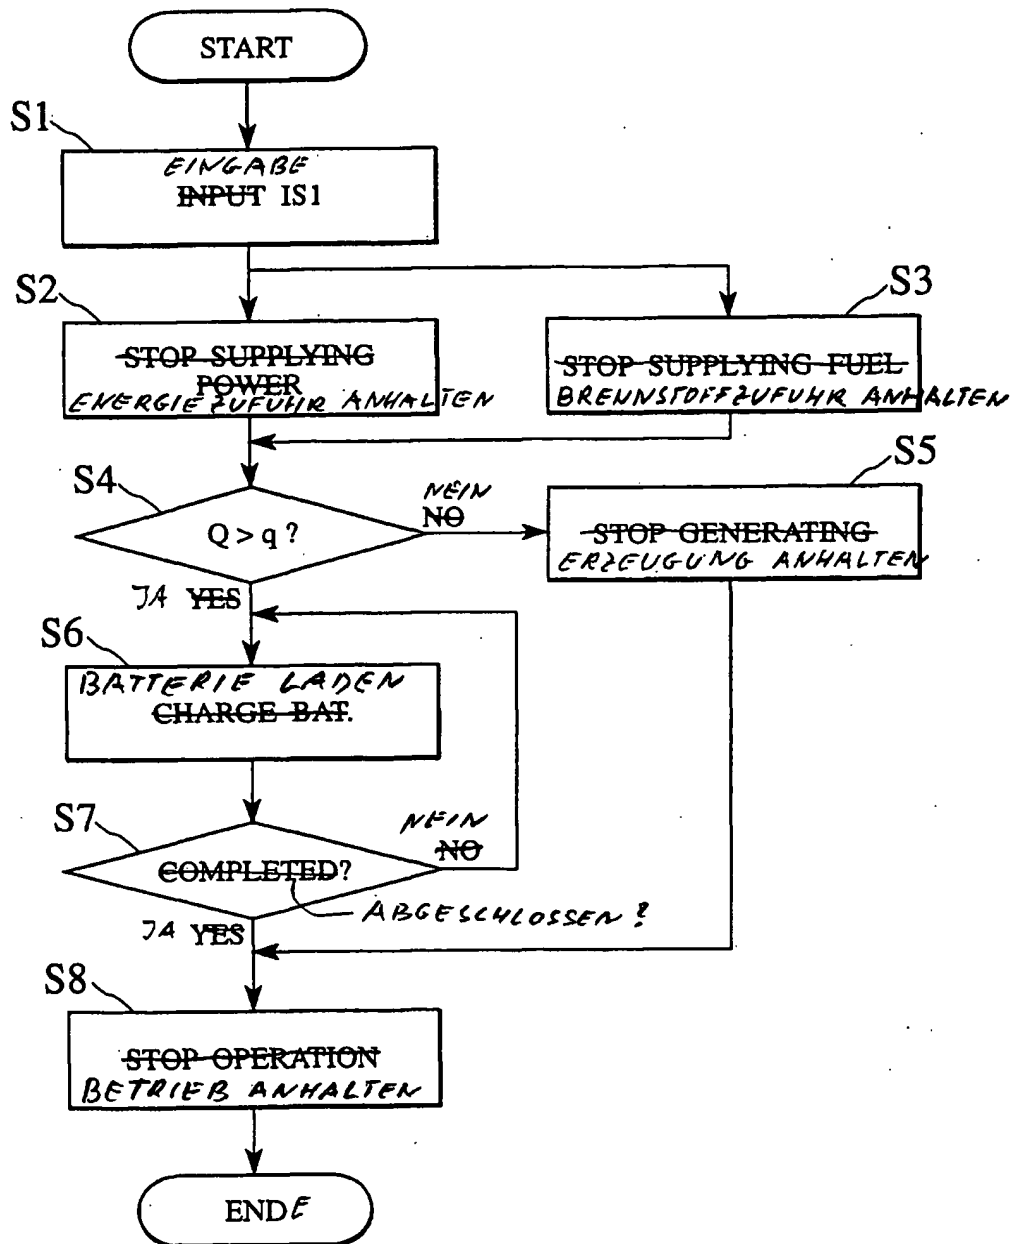 START
S1
EINGABE
INPUT IS1
S2
S3
STOP SUPPLYING
POWER
ENERGIEZUFUHR ANHALTEN
STOP SUPPLYING FUEL
BRENNSTOFFZUFUHR ANHALTEN
S4
S5
Q > q ?
NEIN
NO
STOP GENERATING
ERZEUGUNG ANHALTEN
JA YES
S6
BATTERIE LADEN
CHARGE BAT.
S7
NEIN
NO
COMPLETED?
ABGESCHLOSSEN?
JA YES
S8
STOP OPERATION
BETRIEB ANHALTEN
ENDE